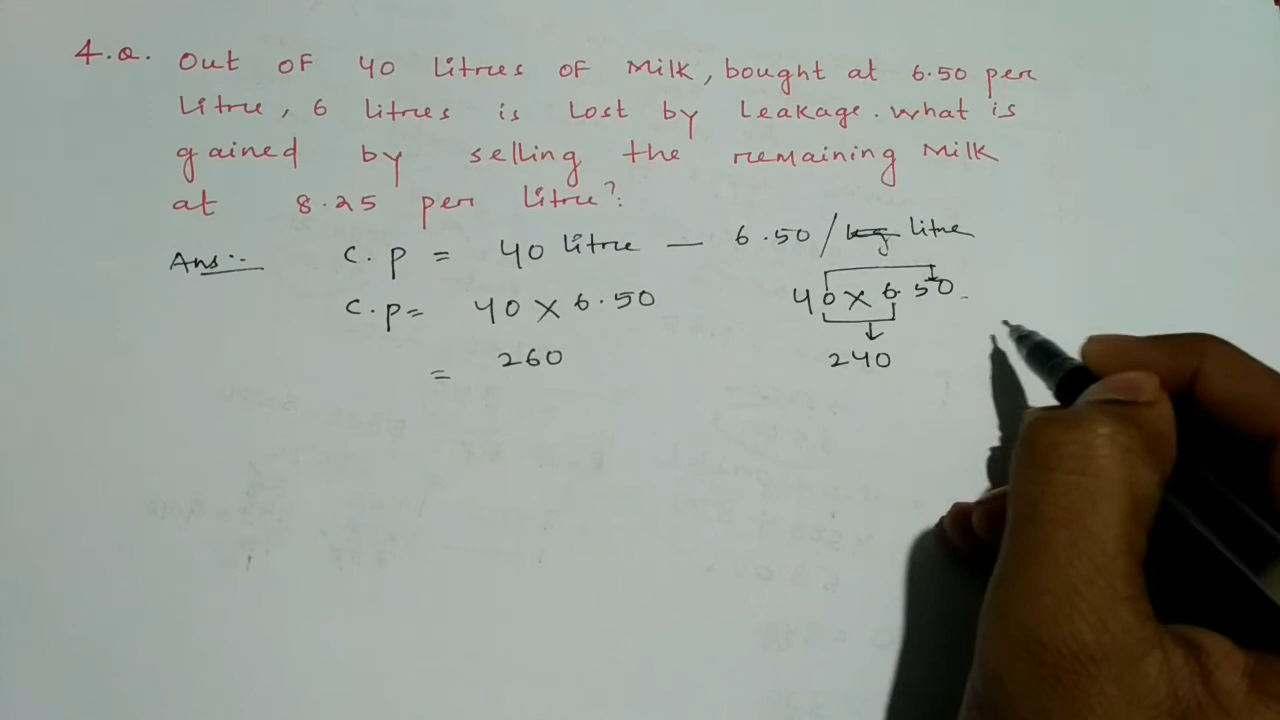 4.Q. Out OF 40 Litres OF Milk, bought at 6.50 per
Litre, 6 litres is Lost by Leakage. What is
gained by selling the remaining Milk
at 8.25 per litre?
Ans:- C.p = 40 litre — 6.50/kg litre
C.p = 40 × 6.50
40 × 6.50
= 260
240